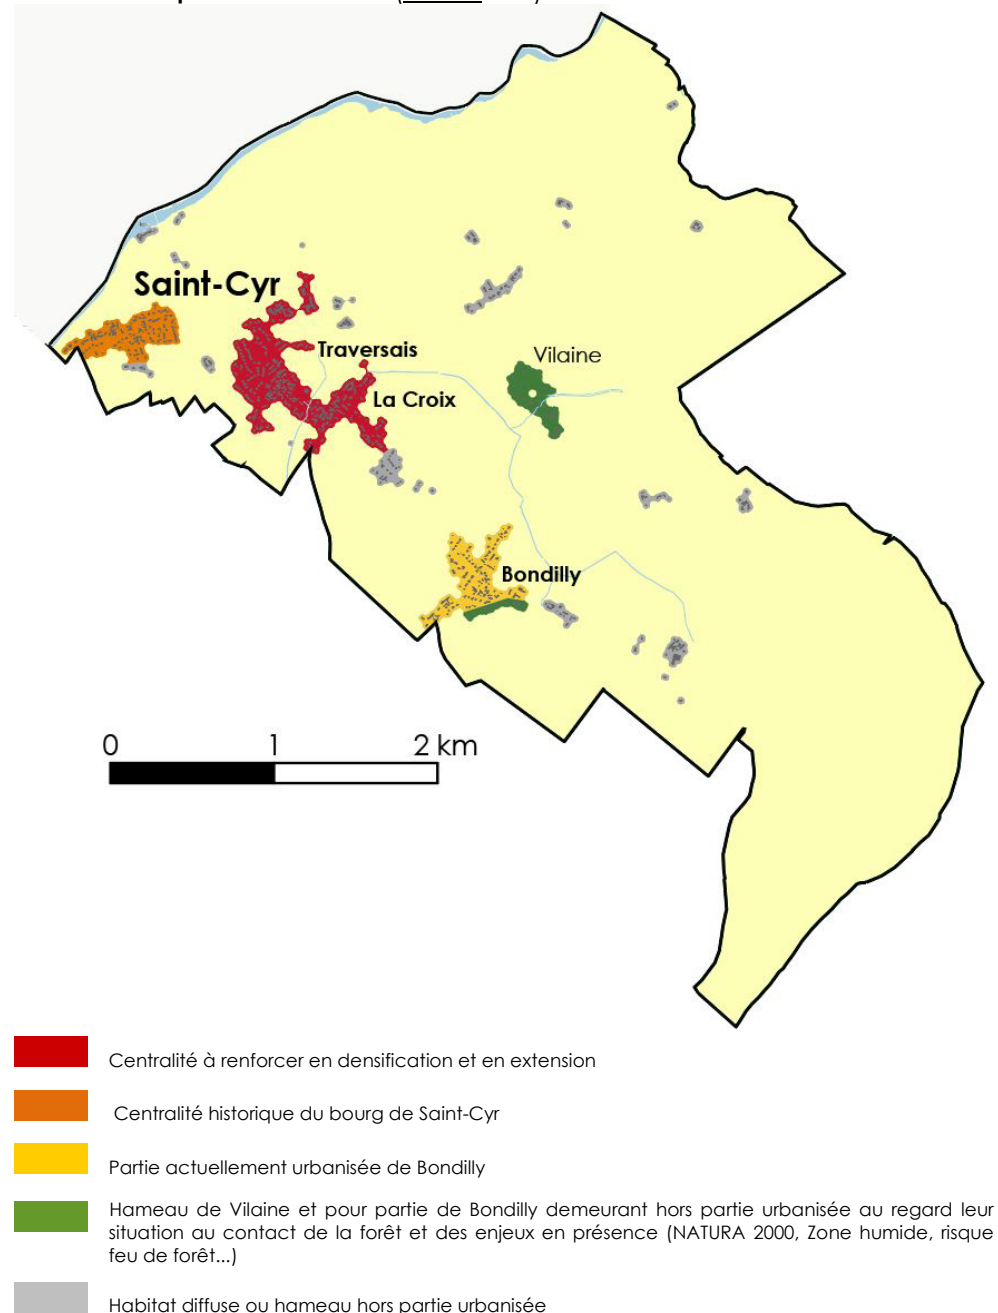 Saint-Cyr
Traversais
Vilaine
La Croix
Bondilly
0 1 2 km
Centralité à renforcer en densification et en extension
Centralité historique du bourg de Saint-Cyr
Partie actuellement urbanisée de Bondilly
Hameau de Vilaine et pour partie de Bondilly demeurant hors partie urbanisée au regard leur
situation au contact de la forêt et des enjeux en présence (NATURA 2000, Zone humide, risque
feu de forêt...)
Habitat diffuse ou hameau hors partie urbanisée